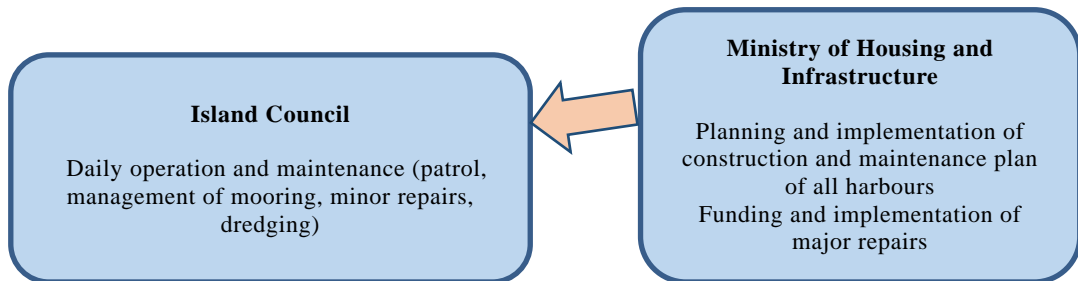 Island Council
Daily operation and maintenance (patrol,
management of mooring, minor repairs,
dredging)
Ministry of Housing and
Infrastructure
Planning and implementation of
construction and maintenance plan
of all harbours
Funding and implementation of
major repairs